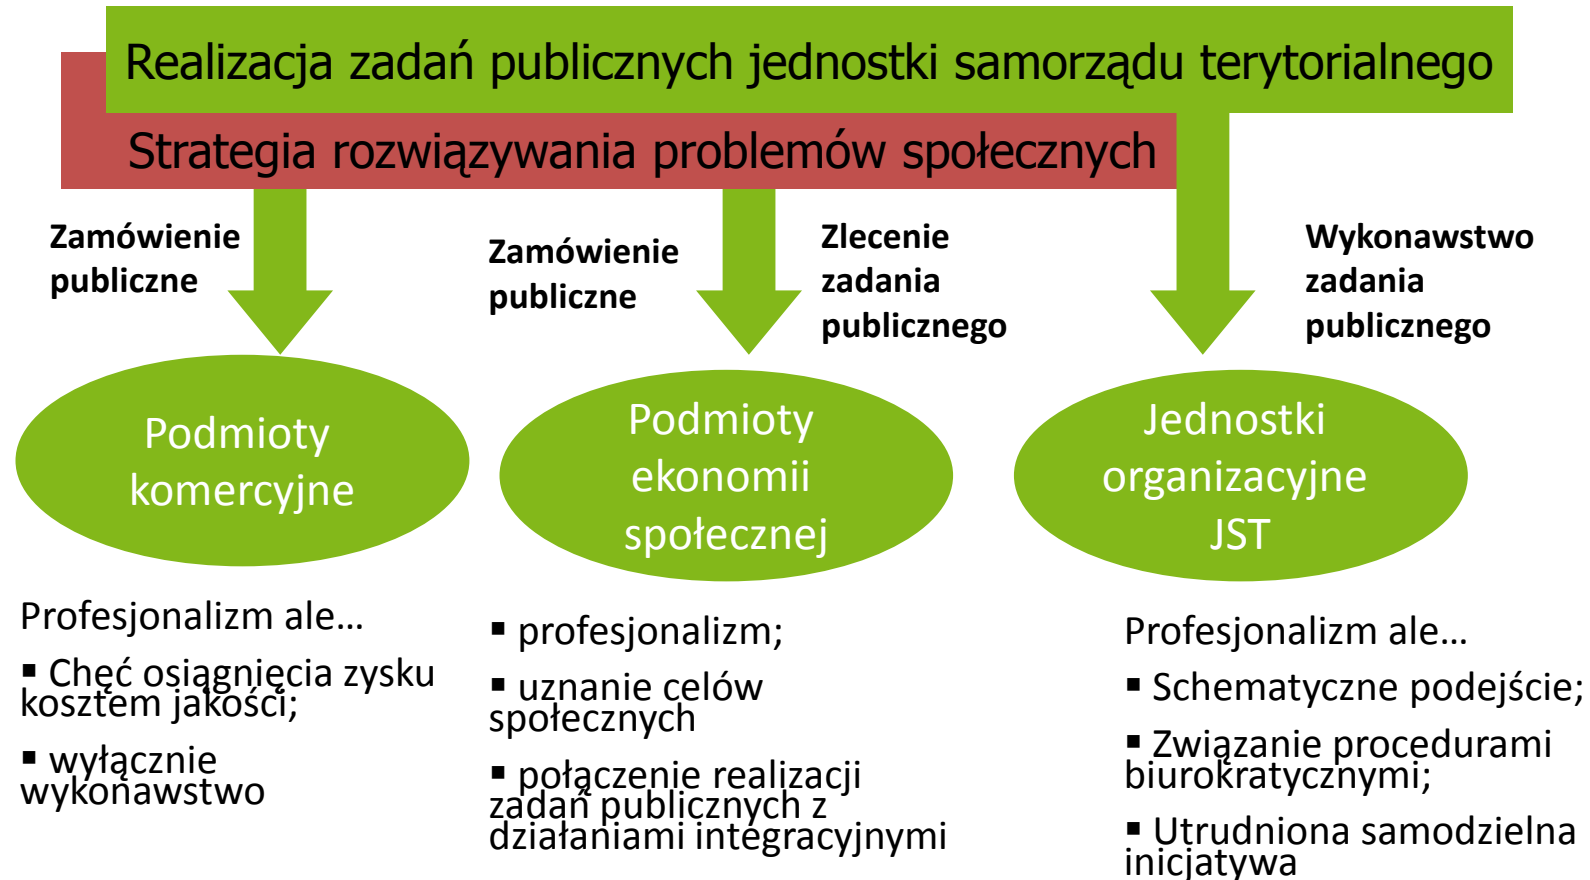 Realizacja zadań publicznych jednostki samorządu terytorialnego
Strategia rozwiązywania problemów społecznych
Zamówienie
publiczne
Zamówienie
publiczne
Zlecenie
zadania
publicznego
Wykonawstwo
zadania
publicznego
Podmioty
komercyjne
Podmioty
ekonomii
społecznej
Jednostki
organizacyjne
JST
Profesjonalizm ale…
▪ Chęć osiągnięcia zysku
kosztem jakości;
▪ wyłącznie
wykonawstwo
▪ profesjonalizm;
▪ uznanie celów
społecznych
▪ połączenie realizacji
zadań publicznych z
działaniami integracyjnymi
Profesjonalizm ale…
▪ Schematyczne podejście;
▪ Związanie procedurami
biurokratycznymi;
▪ Utrudniona samodzielna
inicjatywa